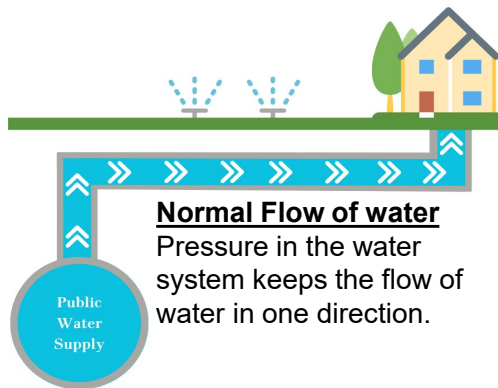 Normal Flow of water
Pressure in the water
system keeps the flow of
water in one direction.
Public
Water
Supply